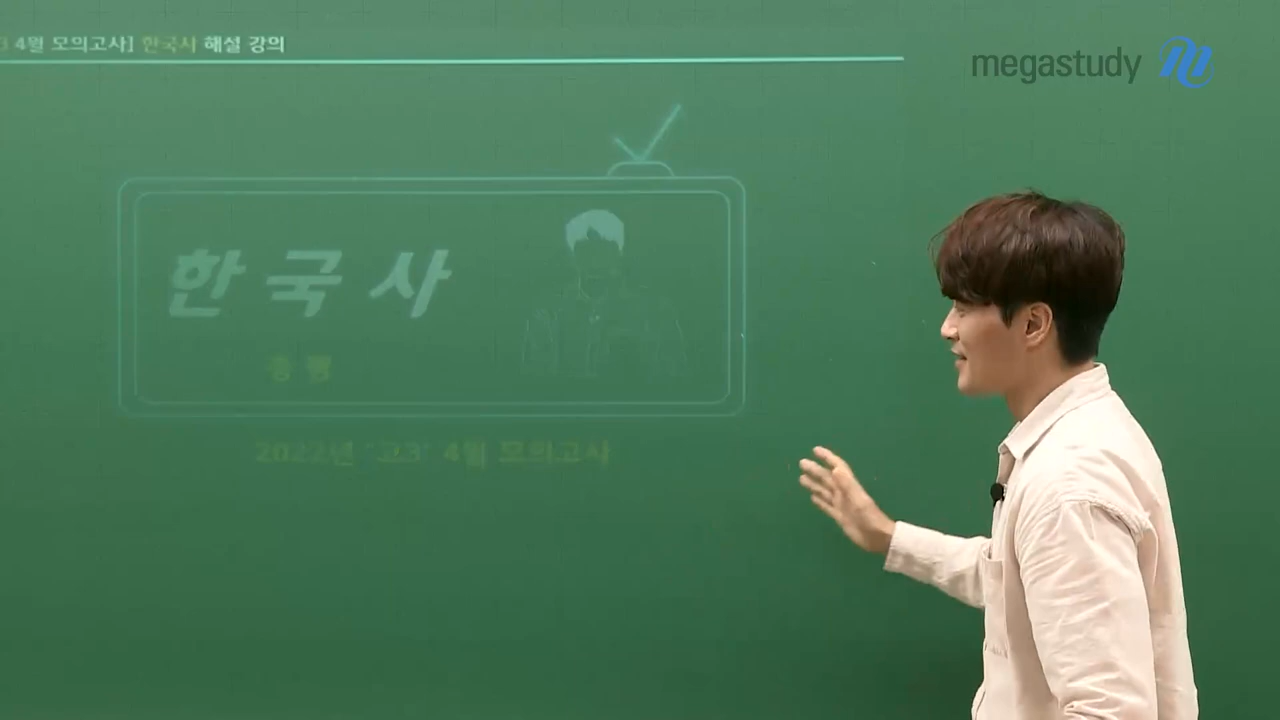 3 4월 모의고사] 한국사 해설 강의
megastudy
한국사
총평
2022년 '고3' 4월 모의고사